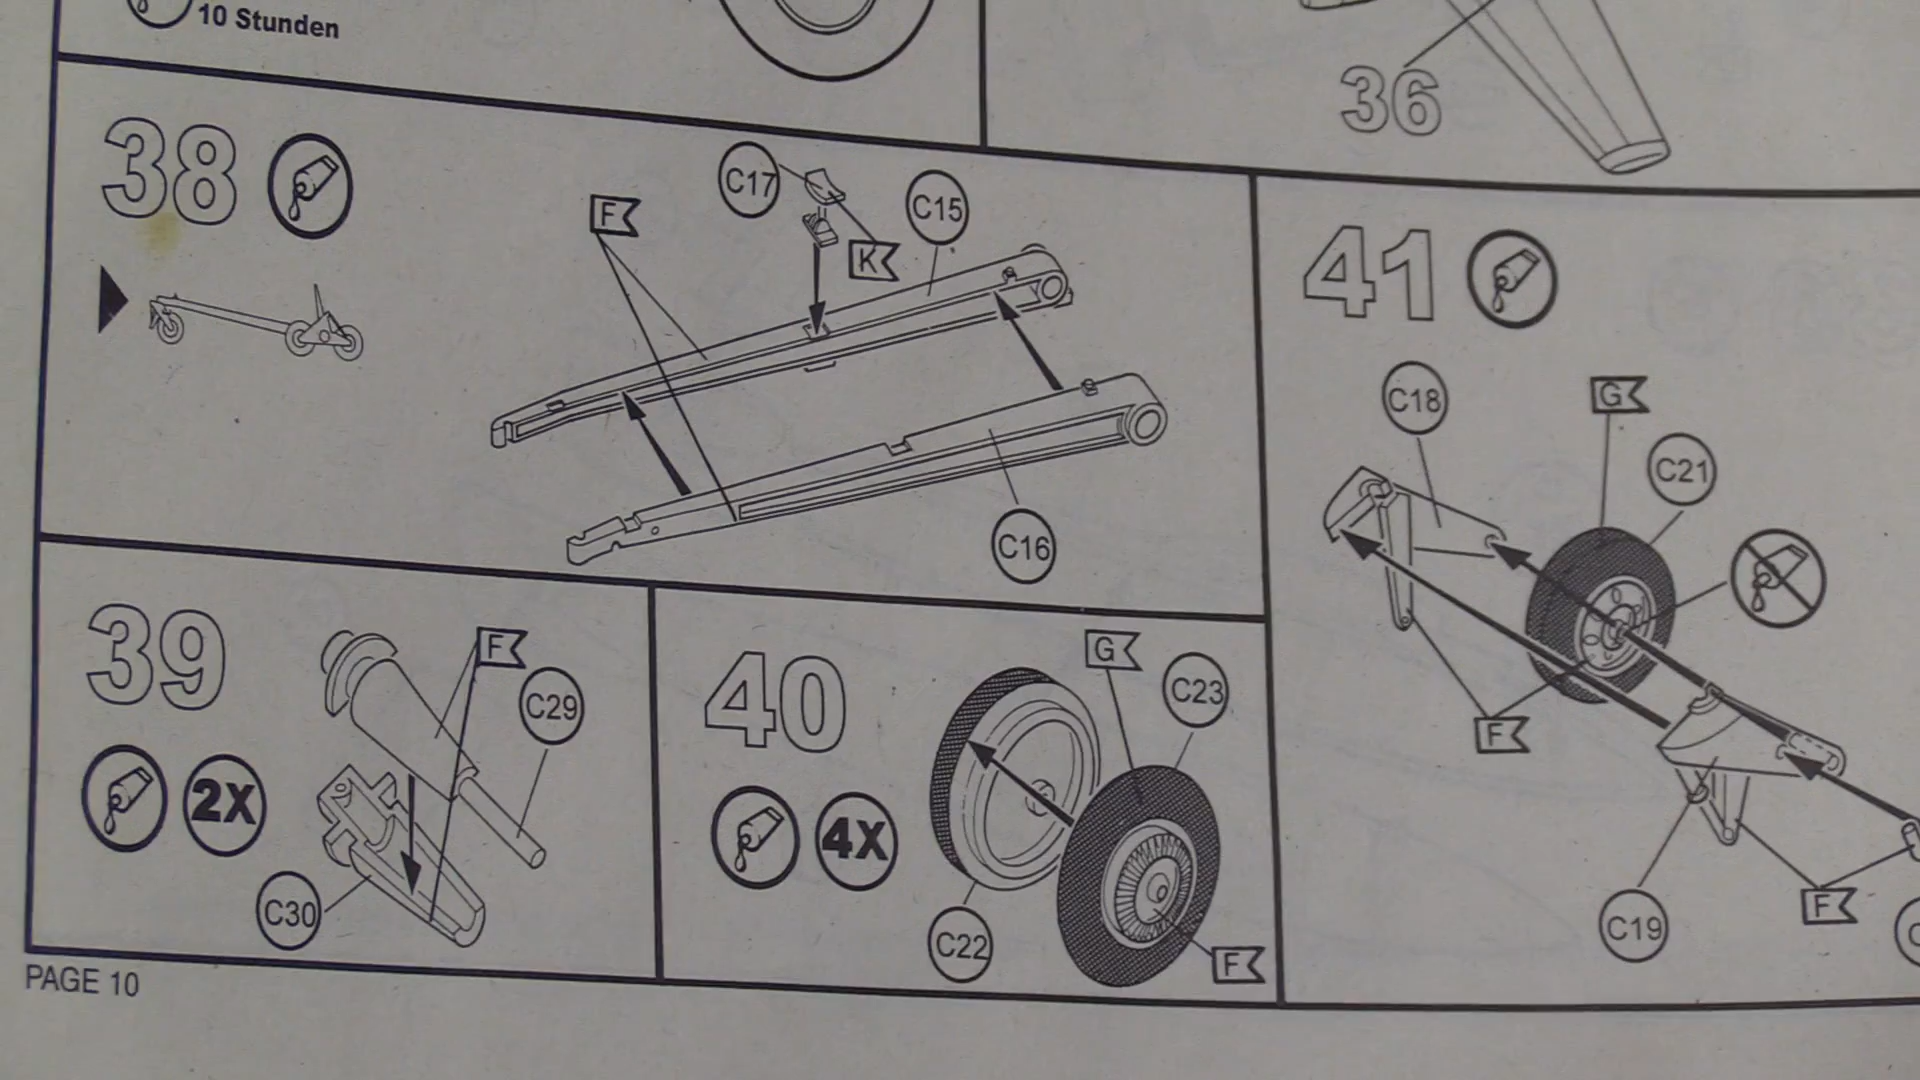 10 Stunden
36
38
F
C17
C15
K
C16
39
2X
F
C29
C30
40
4X
G
C23
C22
F
41
C18
G
C21
F
C19
F
PAGE 10